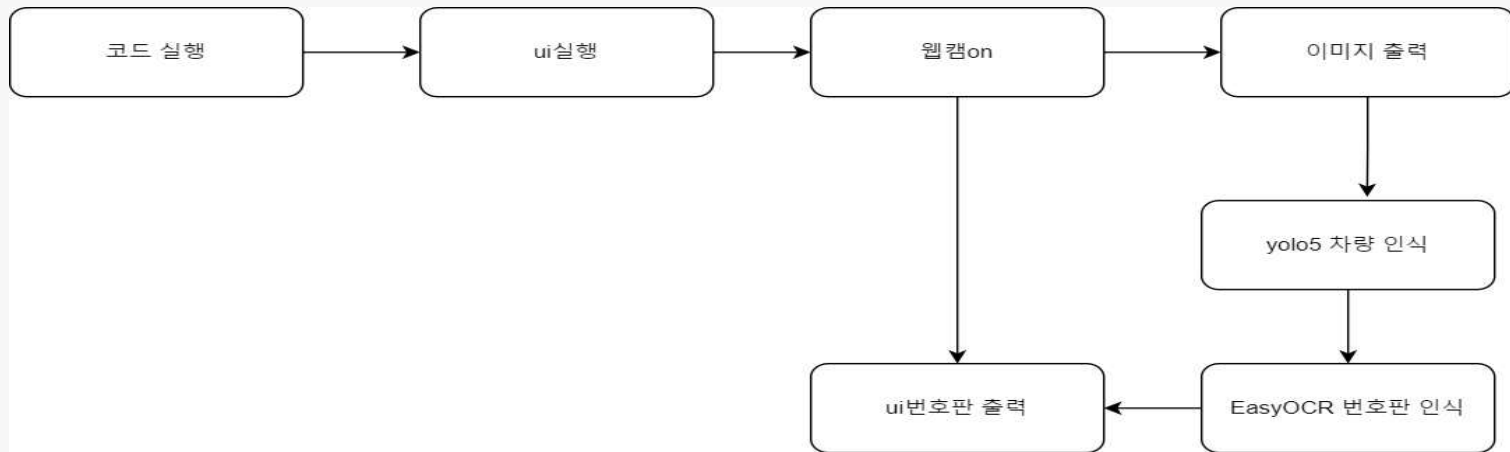 코드 실행
ui실행
웹캠on
이미지 출력
yolo5 차량 인식
ui번호판 출력
EasyOCR 번호판 인식